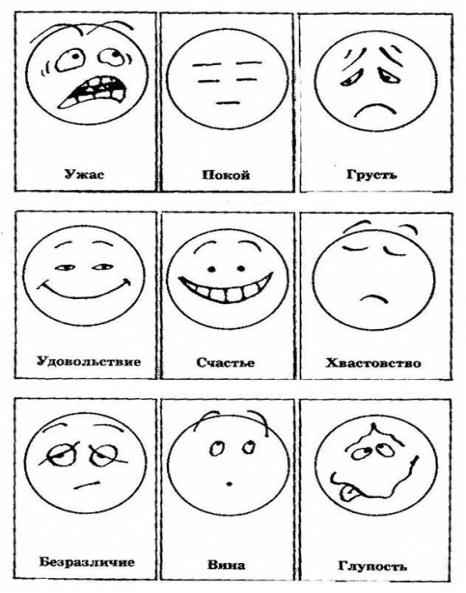 Ужас
Покой
Грусть
Удовольствие
Счастье
Хвастовство
Безразличие
Вина
Глупость